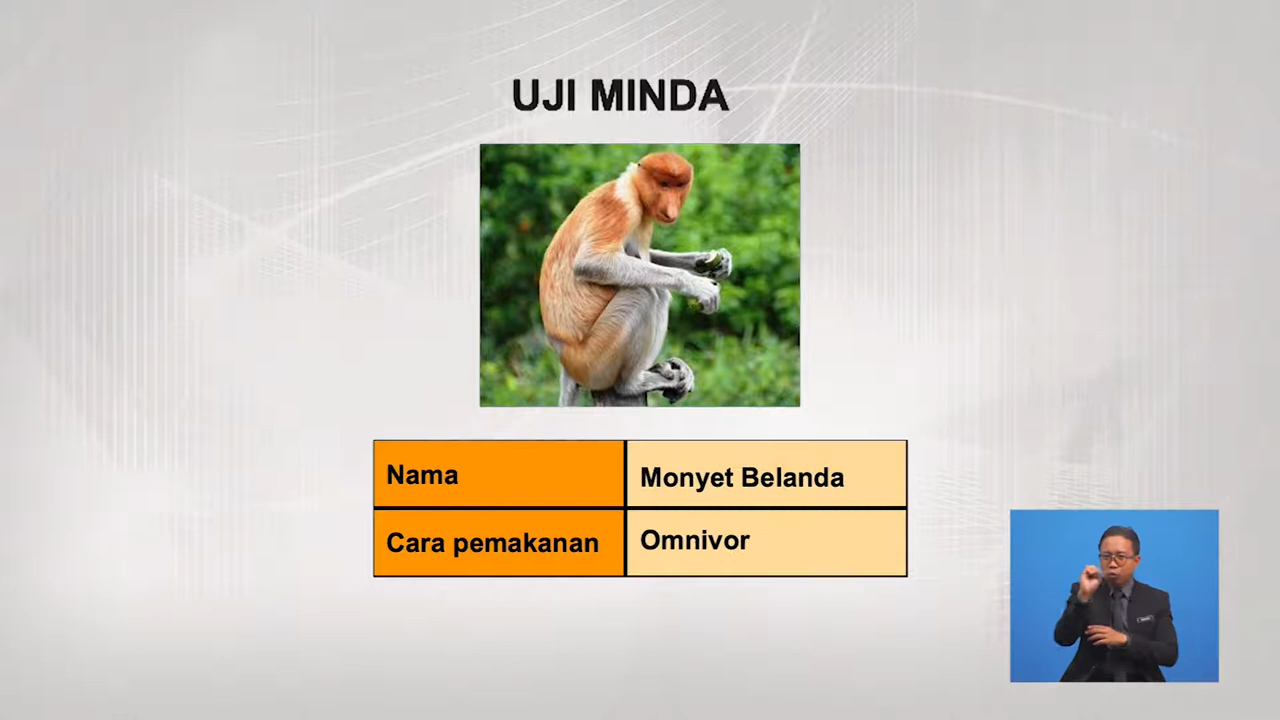 UJI MINDA
Nama
Monyet Belanda
Cara pemakanan
Omnivor